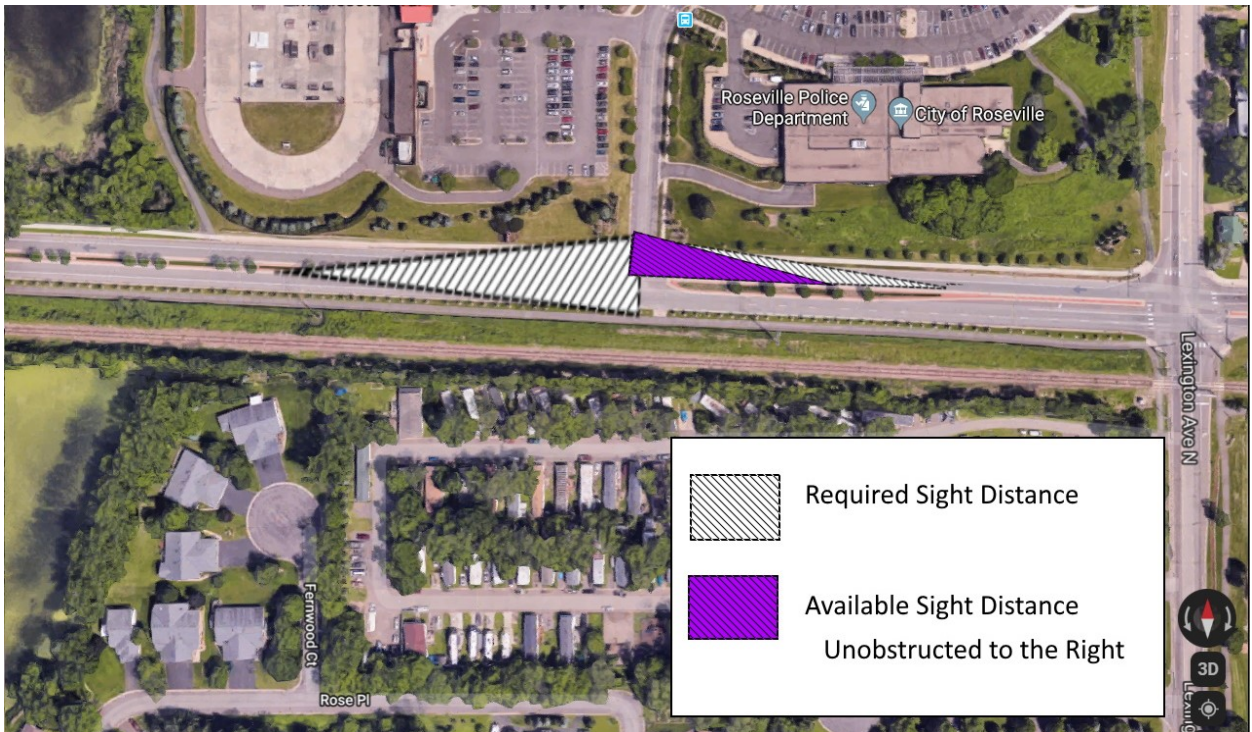 Roseville Police
Department
City of Roseville
Lexington Ave N
Required Sight Distance
Available Sight Distance
Unobstructed to the Right
Fernwood Ct
Rose Pl
3D